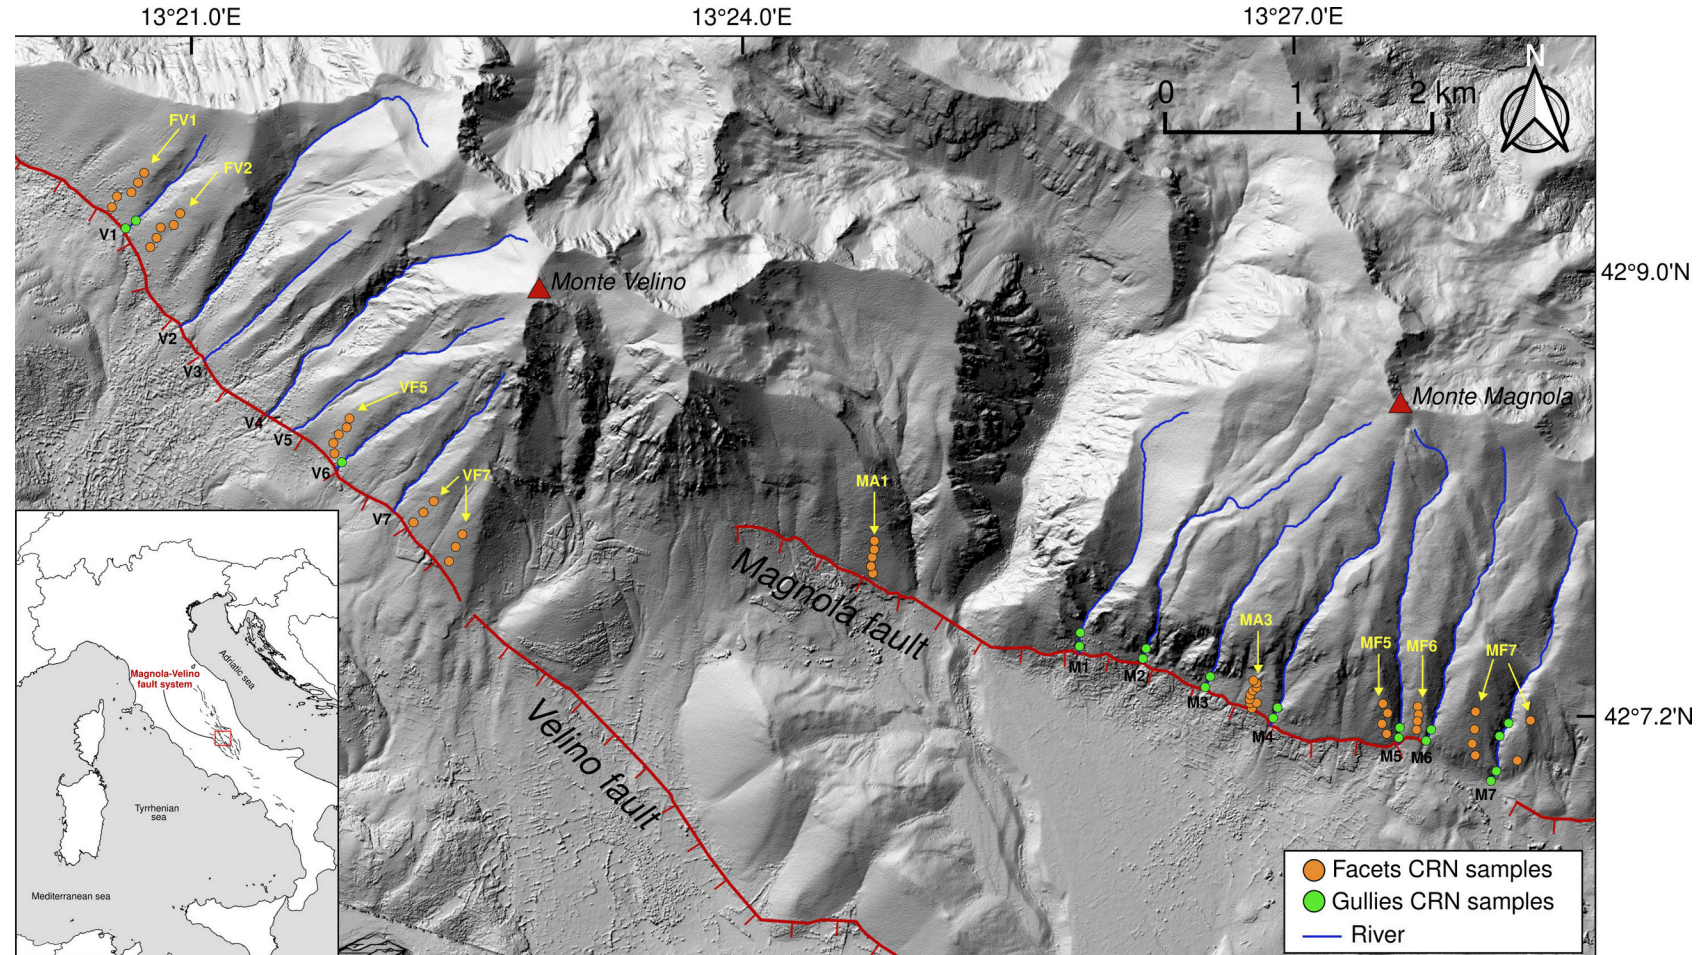 13°21.0'E
13°24.0'E
13°27.0'E
N
0 1 2 km
FV1
FV2
V1
Monte Velino
42°9.0'N
V2
V3
VF5
Monte Magnola
V4
V5
V6
VF7
MA1
V7
Magnola fault
MA3
MF5
MF6
MF7
M1
M2
M3
M4
M5
M6
M7
42°7.2'N
Velino fault
Adriatic sea
Magnola-Velino
fault system
Tyrrhenian
sea
Mediterranean sea
Facets CRN samples
Gullies CRN samples
River